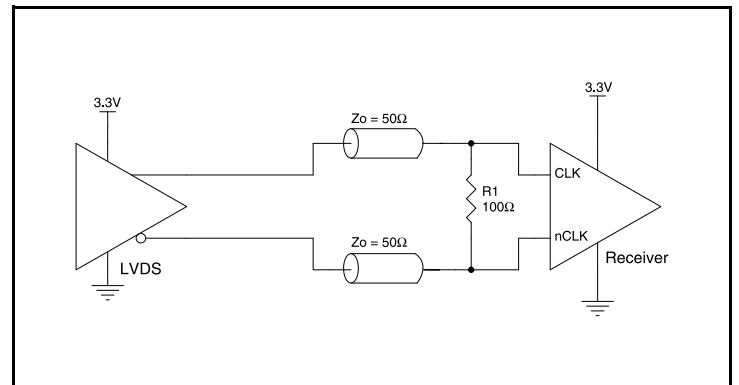 3.3V
3.3V
Zo = 50Ω
CLK
R1
100Ω
nCLK
Zo = 50Ω
Receiver
LVDS